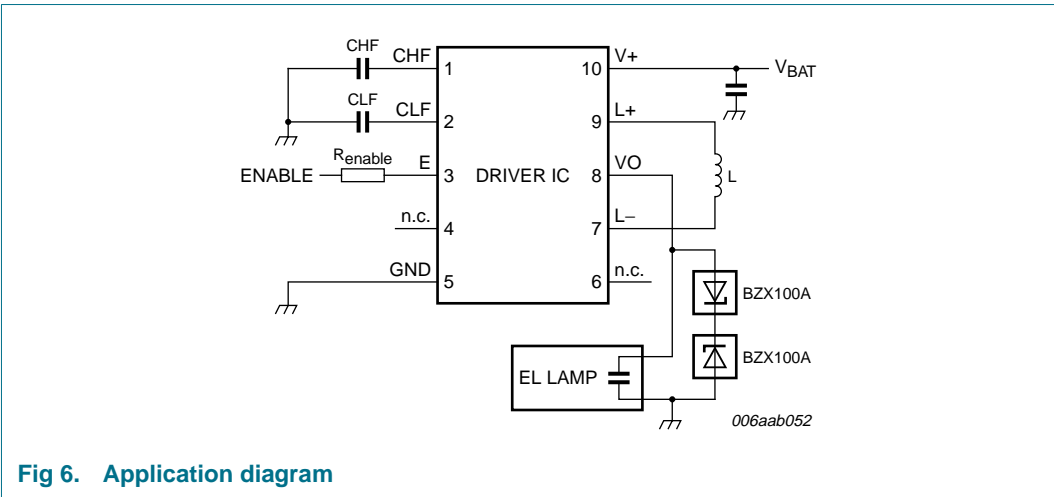 CHF
CHF
1
CLF
CLF
2
ENABLE
Renable
E
3
n.c.
4
GND
5
DRIVER IC
V+
10
VBAT
L+
9
L
VO
8
L−
7
n.c.
6
BZX100A
BZX100A
EL LAMP
006aab052
Fig 6. Application diagram